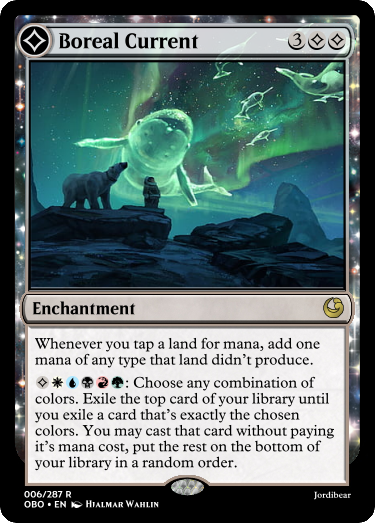 Boreal Current 3
Enchantment
Whenever you tap a land for mana, add one
mana of any type that land didn't produce.
: Choose any combination of
colors. Exile the top card of your library until
you exile a card that's exactly the chosen
colors. You may cast that card without paying
it's mana cost, put the rest on the bottom of
your library in a random order.
006/287 R
OBO • EN Hjalmar Wahlin
Jordibear